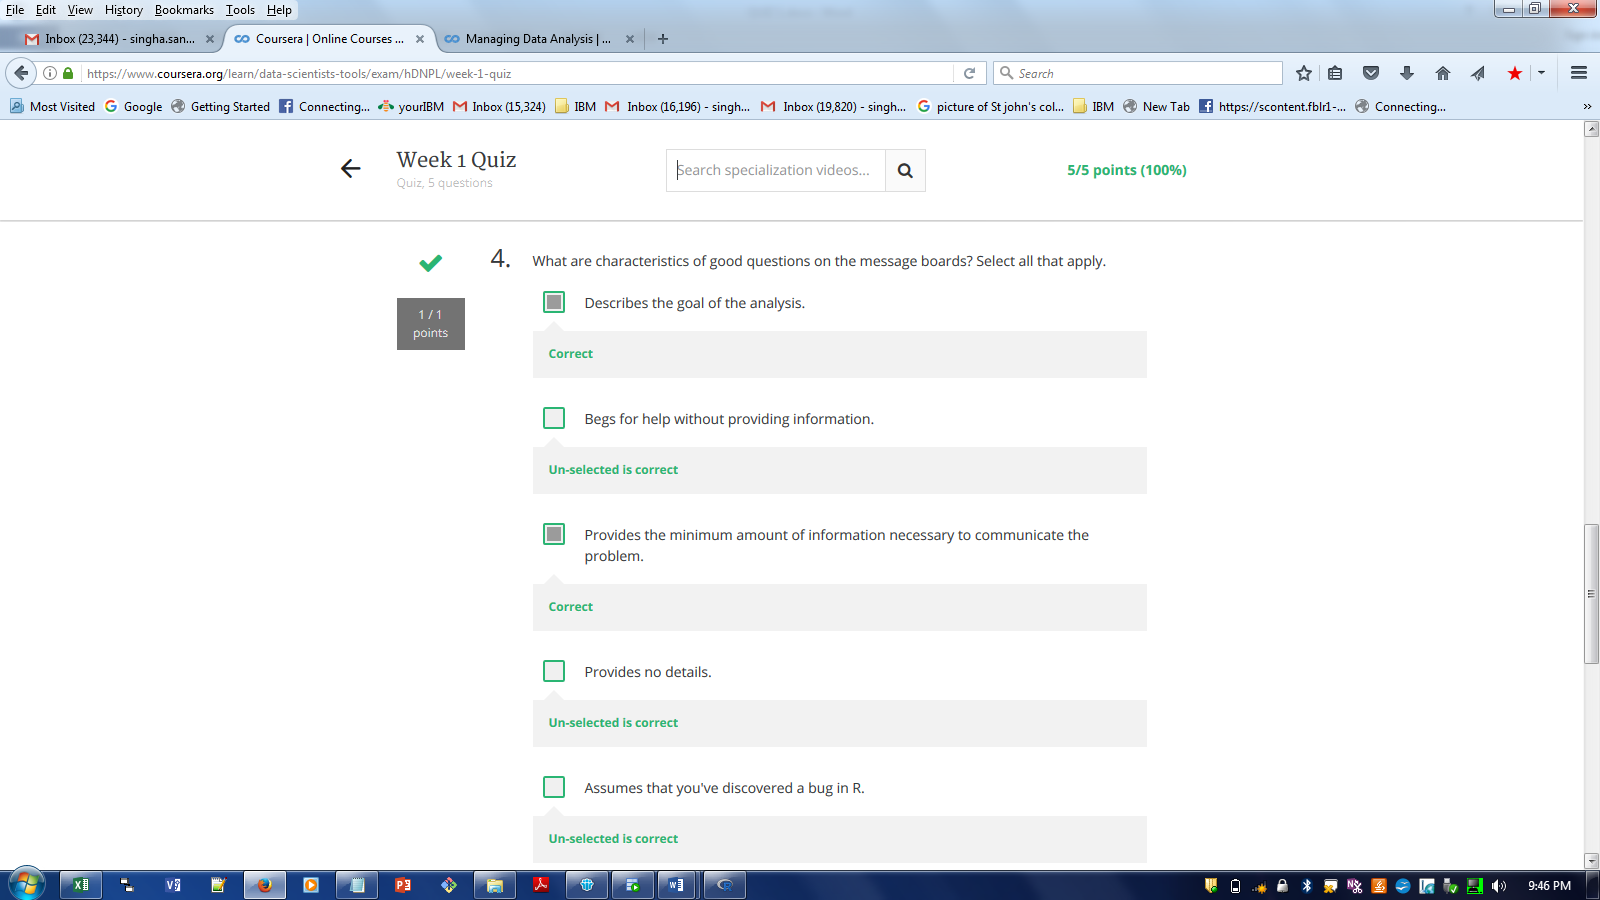 File Edit View History Bookmarks Tools Help
Inbox (23,344) - singha.san... Coursera | Online Courses ... Managing Data Analysis | ...
https://www.coursera.org/learn/data-scientists-tools/exam/hDNPL/week-1-quiz Search
Most Visited Google Getting Started Connecting... yourIBM Inbox (15,324) IBM Inbox (16,196) - singh... Inbox (19,820) - singh... picture of St john's col... IBM New Tab https://scontent.fblr1-... Connecting...
Week 1 Quiz
Quiz, 5 questions
Search specialization videos...
5/5 points (100%)
4. What are characteristics of good questions on the message boards? Select all that apply.
1 / 1
points
Describes the goal of the analysis.
Correct
Begs for help without providing information.
Un-selected is correct
Provides the minimum amount of information necessary to communicate the
problem.
Correct
Provides no details.
Un-selected is correct
Assumes that you've discovered a bug in R.
Un-selected is correct
9:46 PM